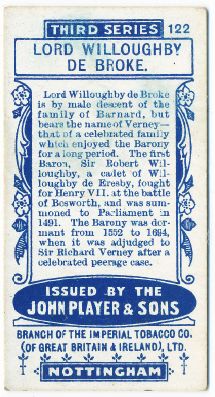 THIRD SERIES 122
LORD WILLOUGHBY
DE BROKE.
Lord Willoughby de Broke
is by male descent of the
family of Barnard, but
bears the name of Verney—
that of a celebrated family
which enjoyed the Barony
for a long period. The first
Baron, Sir Robert Wil-
loughby, a cadet of Wil-
loughby de Eresby, fought
for Henry VII. at the battle
of Bosworth, and was sum-
moned to Parliament in
1491. The Barony was dor-
mant from 1552 to 1694,
when it was adjudged to
Sir Richard Verney after a
celebrated peerage case.
ISSUED BY THE
JOHN PLAYER & SONS
BRANCH OF THE IMPERIAL TOBACCO CO.
(OF GREAT BRITAIN & IRELAND), LTD.
NOTTINGHAM